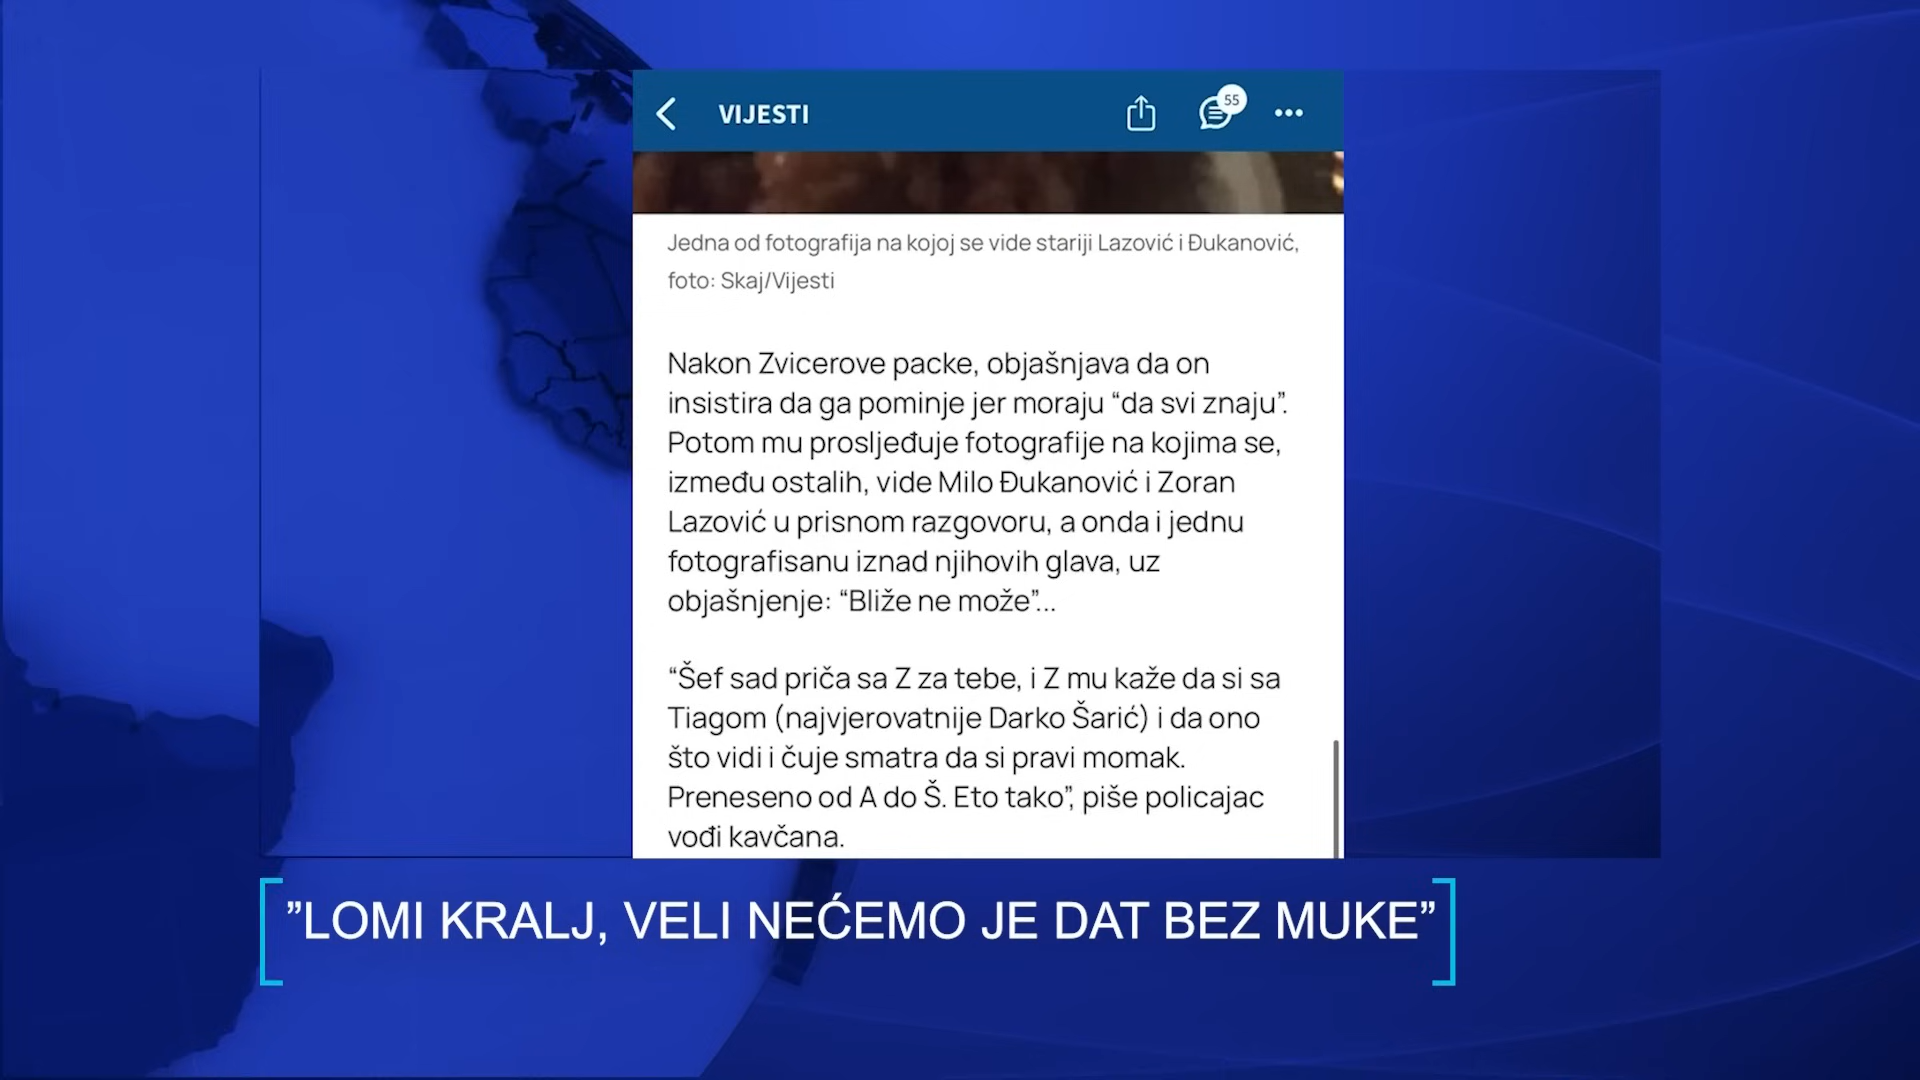 VIJESTI
55
Jedna od fotografija na kojoj se vide stariji Lazović i Đukanović,
foto: Skaj/Vijesti
Nakon Zvicerove packe, objašnjava da on
insistira da ga pominje jer moraju “da svi znaju”.
Potom mu prosljeđuje fotografije na kojima se,
između ostalih, vide Milo Đukanović i Zoran
Lazović u prisnom razgovoru, a onda i jednu
fotografisanu iznad njihovih glava, uz
objašnjenje: “Bliže ne može”...
“Šef sad priča sa Z za tebe, i Z mu kaže da si sa
Tiagom (najvjerovatnije Darko Šarić) i da ono
što vidi i čuje smatra da si pravi momak.
Preneseno od A do Š. Eto tako”, piše policajac
vođi kavčana.
”LOMI KRALJ, VELI NEĆEMO JE DAT BEZ MUKE”